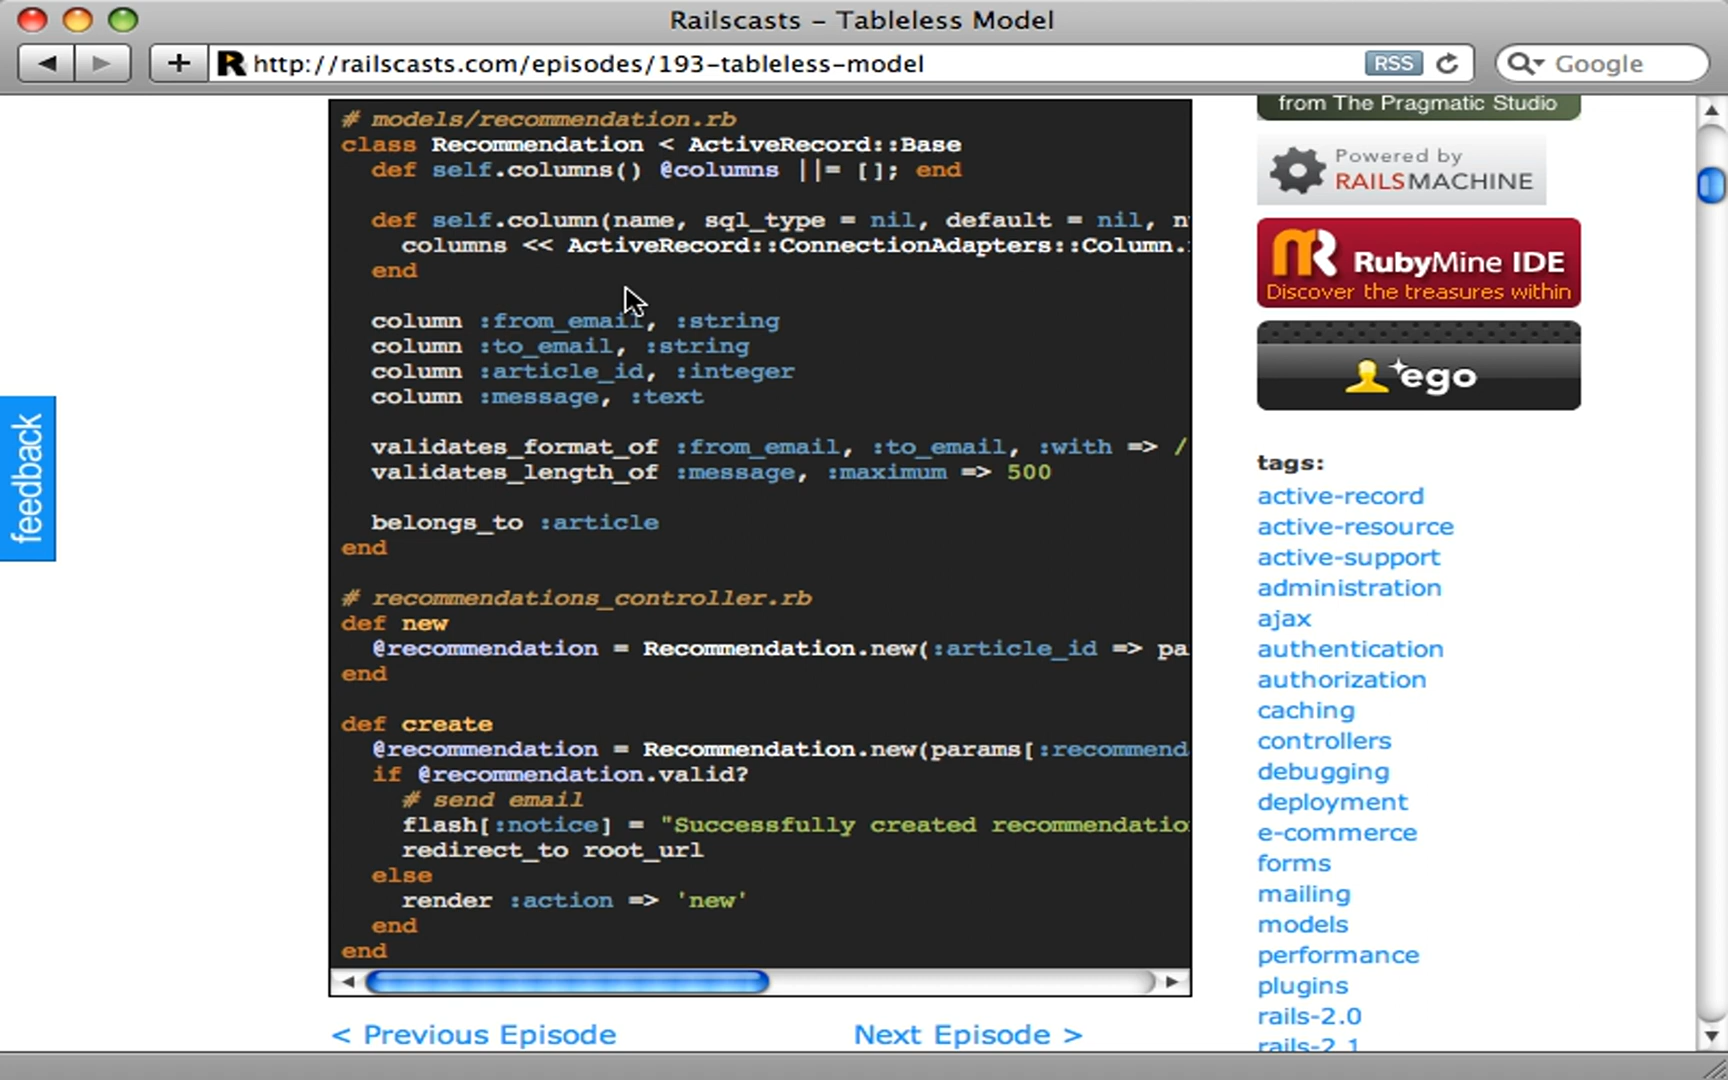 Railscasts – Tableless Model
http://railscasts.com/episodes/193-tableless-model
RSS
Google
# models/recommendation.rb
class Recommendation < ActiveRecord::Base
  def self.columns() @columns ||= []; end
  def self.column(name, sql_type = nil, default = nil, n
    columns << ActiveRecord::ConnectionAdapters::Column.
  end
  column :from_email, :string
  column :to_email, :string
  column :article_id, :integer
  column :message, :text
  validates_format_of :from_email, :to_email, :with => /
  validates_length_of :message, :maximum => 500
  belongs_to :article
end
# recommendations_controller.rb
def new
  @recommendation = Recommendation.new(:article_id => pa
end
def create
  @recommendation = Recommendation.new(params[:recommend
  if @recommendation.valid?
    # send email
    flash[:notice] = "Successfully created recommendatio
    redirect_to root_url
  else
    render :action => 'new'
  end
end
< Previous Episode
Next Episode >
feedback
from The Pragmatic Studio
Powered by
RAILSMACHINE
RubyMine IDE
Discover the treasures within
ego
tags:
active-record
active-resource
active-support
administration
ajax
authentication
authorization
caching
controllers
debugging
deployment
e-commerce
forms
mailing
models
performance
plugins
rails-2.0
rails-2.1